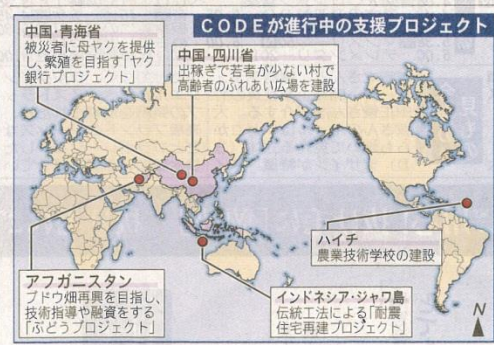 CODEが進行中の支援プロジェクト
中国・青海省
被災者に母ヤクを提供
し、繁殖を目指す「ヤク
銀行プロジェクト」
中国・四川省
出稼ぎで若者が少ない村で
高齢者のふれあい広場を建設
ハイチ
農業技術学校の建設
アフガニスタン
ブドウ畑再興を目指し、
技術指導や融資をする
「ぶどうプロジェクト」
インドネシア・ジャワ島
伝統工法による「耐震
住宅再建プロジェクト」
N